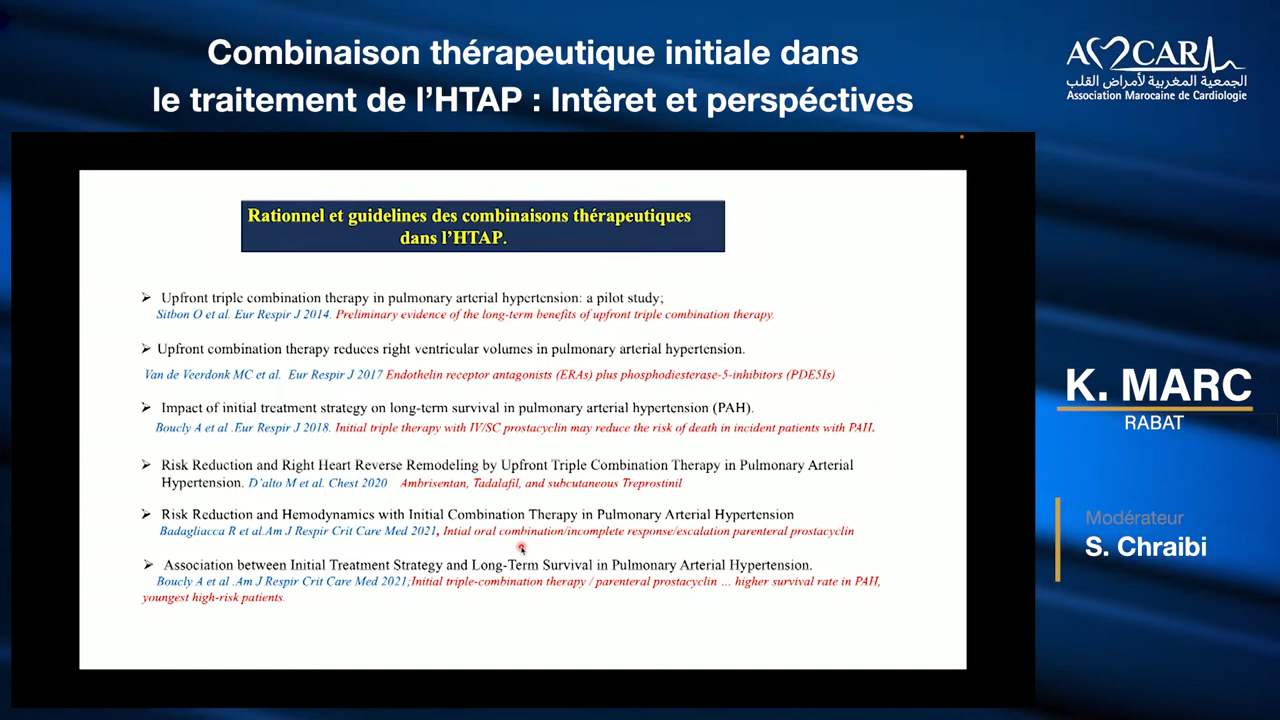 Combinaison thérapeutique initiale dans
le traitement de l'HTAP : Intêret et perspéctives
AM2CAR
الجمعية المغربية لأمراض القلب
Association Marocaine de Cardiologie
Rationnel et guidelines des combinaisons thérapeutiques
dans l'HTAP.
➢ Upfront triple combination therapy in pulmonary arterial hypertension: a pilot study;
Sitbon O et al. Eur Respir J 2014. Preliminary evidence of the long-term benefits of upfront triple combination therapy.
➢ Upfront combination therapy reduces right ventricular volumes in pulmonary arterial hypertension.
Van de Veerdonk MC et al. Eur Respir J 2017 Endothelin receptor antagonists (ERAs) plus phosphodiesterase-5-inhibitors (PDE5Is)
➢ Impact of initial treatment strategy on long-term survival in pulmonary arterial hypertension (PAH).
Boucly A et al .Eur Respir J 2018. Initial triple therapy with IV/SC prostacyclin may reduce the risk of death in incident patients with PAH.
➢ Risk Reduction and Right Heart Reverse Remodeling by Upfront Triple Combination Therapy in Pulmonary Arterial
Hypertension. D'alto M et al. Chest 2020 Ambrisentan, Tadalafil, and subcutaneous Treprostinil
➢ Risk Reduction and Hemodynamics with Initial Combination Therapy in Pulmonary Arterial Hypertension
Badagliacca R et al.Am J Respir Crit Care Med 2021, Intial oral combination/incomplete response/escalation parenteral prostacyclin
➢ Association between Initial Treatment Strategy and Long-Term Survival in Pulmonary Arterial Hypertension.
Boucly A et al .Am J Respir Crit Care Med 2021;Initial triple-combination therapy / parenteral prostacyclin ... higher survival rate in PAH,
youngest high-risk patients.
K. MARC
RABAT
Modérateur
S. Chraibi